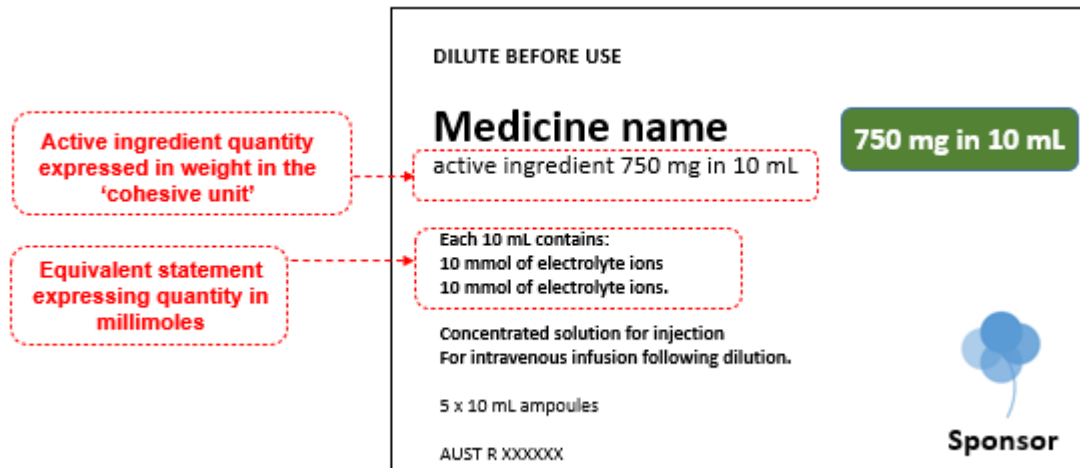 DILUTE BEFORE USE
Medicine name
750 mg in 10 mL
Active ingredient quantity
expressed in weight in the
‘cohesive unit’
active ingredient 750 mg in 10 mL
Equivalent statement
expressing quantity in
millimoles
Each 10 mL contains:
10 mmol of electrolyte ions
10 mmol of electrolyte ions.
Concentrated solution for injection
For intravenous infusion following dilution.
5 x 10 mL ampoules
AUST R XXXXXX
Sponsor